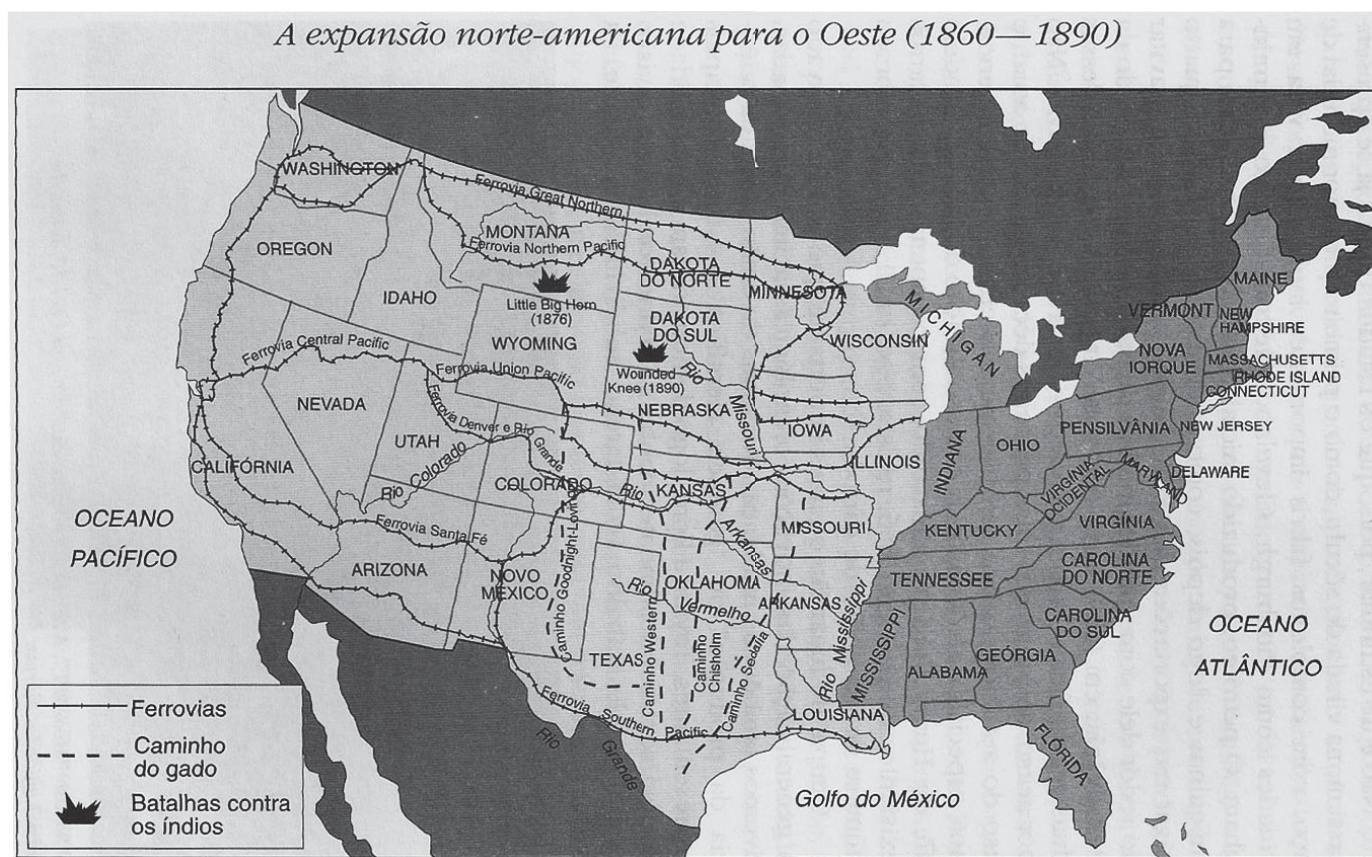 A expansão norte-americana para o Oeste (1860—1890)
WASHINGTON
Ferrovia Great Northern
OREGON
MONTANA
Ferrovia Northern Pacific
IDAHO
Little Big Horn
(1876)
DAKOTA
DO NORTE
MINNESOTA
DAKOTA
DO SUL
Wounded
Knee (1890)
WYOMING
WISCONSIN
MICHIGAN
MAINE
VERMONT
NEW
HAMPSHIRE
NOVA
IORQUE
MASSACHUSETTS
RHODE ISLAND
CONNECTICUT
Ferrovia Central Pacific
Ferrovia Union Pacific
NEVADA
UTAH
Ferrovia Denver e Rio Grande
NEBRASKA
Rio Missouri
IOWA
ILLINOIS
INDIANA
OHIO
PENSILVÂNIA
NEW JERSEY
DELAWARE
MARYLAND
VIRGÍNIA
OCIDENTAL
VIRGÍNIA
CALIFÓRNIA
Rio Colorado
COLORADO
KANSAS
MISSOURI
KENTUCKY
Rio Arkansas
Ferrovia Santa Fé
ARIZONA
NOVO
MÉXICO
Caminho Goodnight-Loving
OKLAHOMA
Rio Vermelho
ARKANSAS
TENNESSEE
CAROLINA
DO NORTE
CAROLINA
DO SUL
TEXAS
Caminho Western
Caminho
Chisholm
Caminho Sedalia
Rio Mississippi
MISSISSIPPI
ALABAMA
GEÓRGIA
LOUISIANA
FLÓRIDA
Ferrovia Southern Pacific
Rio Grande
OCEANO
PACÍFICO
OCEANO
ATLÂNTICO
Golfo do México
Ferrovias
Caminho
do gado
Batalhas contra
os índios